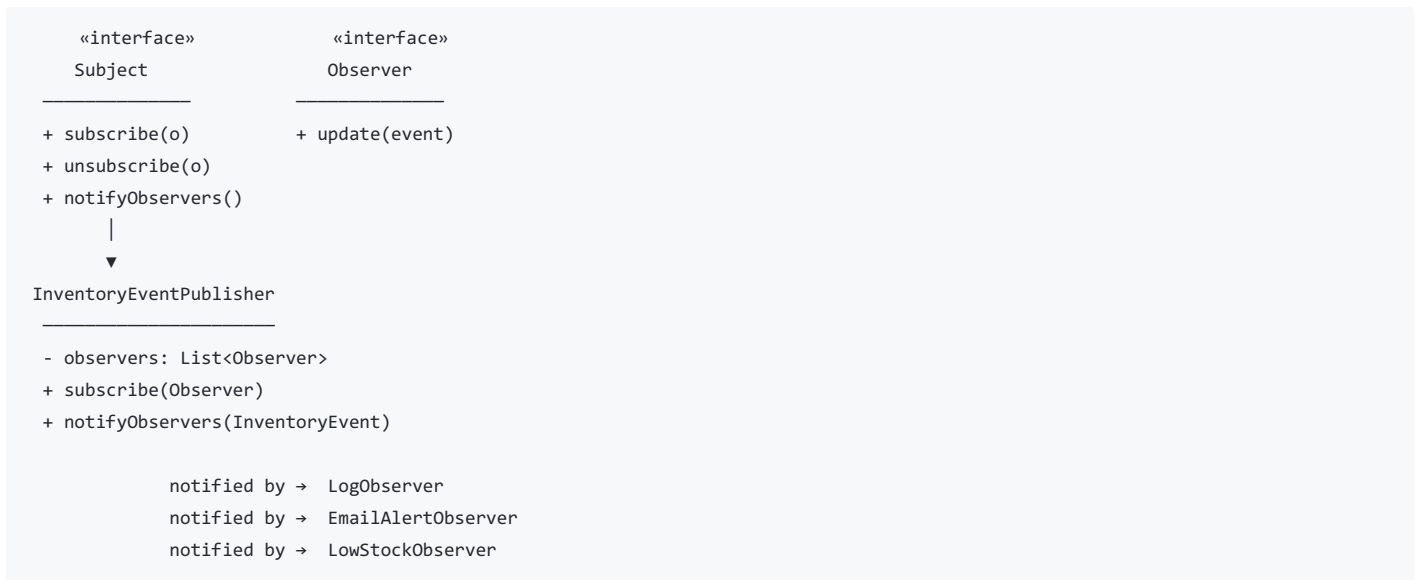 «interface» «interface»
Subject Observer
+ subscribe(o) + update(event)
+ unsubscribe(o)
+ notifyObservers()
InventoryEventPublisher
- observers: List<Observer>
+ subscribe(Observer)
+ notifyObservers(InventoryEvent)
notified by → LogObserver
notified by → EmailAlertObserver
notified by → LowStockObserver